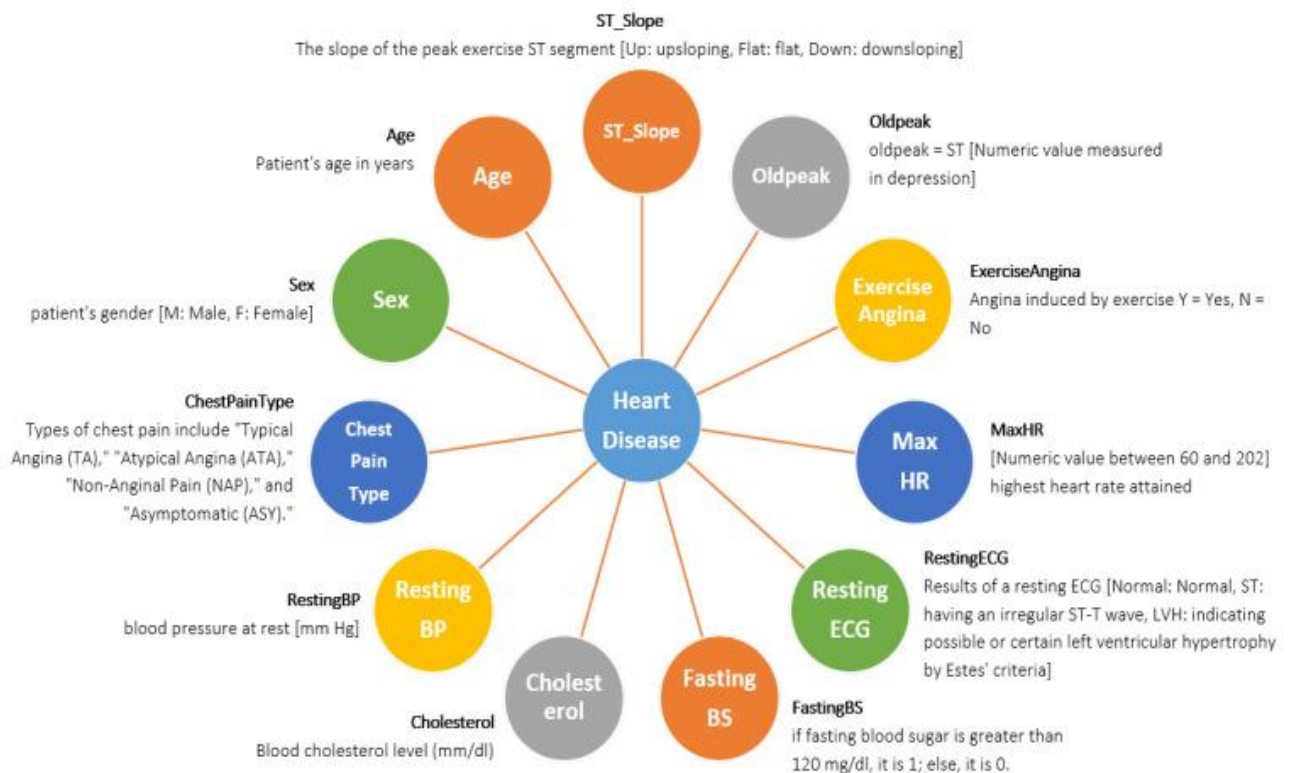 ST_Slope
The slope of the peak exercise ST segment [Up: upsloping, Flat: flat, Down: downsloping]
ST_Slope
Oldpeak
oldpeak = ST [Numeric value measured
in depression]
Oldpeak
ExerciseAngina
Angina induced by exercise Y = Yes, N =
No
Exercise
Angina
MaxHR
[Numeric value between 60 and 202]
highest heart rate attained
Max
HR
RestingECG
Results of a resting ECG [Normal: Normal, ST:
having an irregular ST-T wave, LVH: indicating
possible or certain left ventricular hypertrophy
by Estes' criteria]
Resting
ECG
FastingBS
if fasting blood sugar is greater than
120 mg/dl, it is 1; else, it is 0.
Fasting
BS
Cholesterol
Blood cholesterol level (mm/dl)
Cholest
erol
RestingBP
blood pressure at rest [mm Hg]
Resting
BP
ChestPainType
Types of chest pain include "Typical
Angina (TA)," "Atypical Angina (ATA),"
"Non-Anginal Pain (NAP)," and
"Asymptomatic (ASY)."
Chest
Pain
Type
Sex
patient's gender [M: Male, F: Female]
Sex
Age
Patient's age in years
Age
Heart
Disease